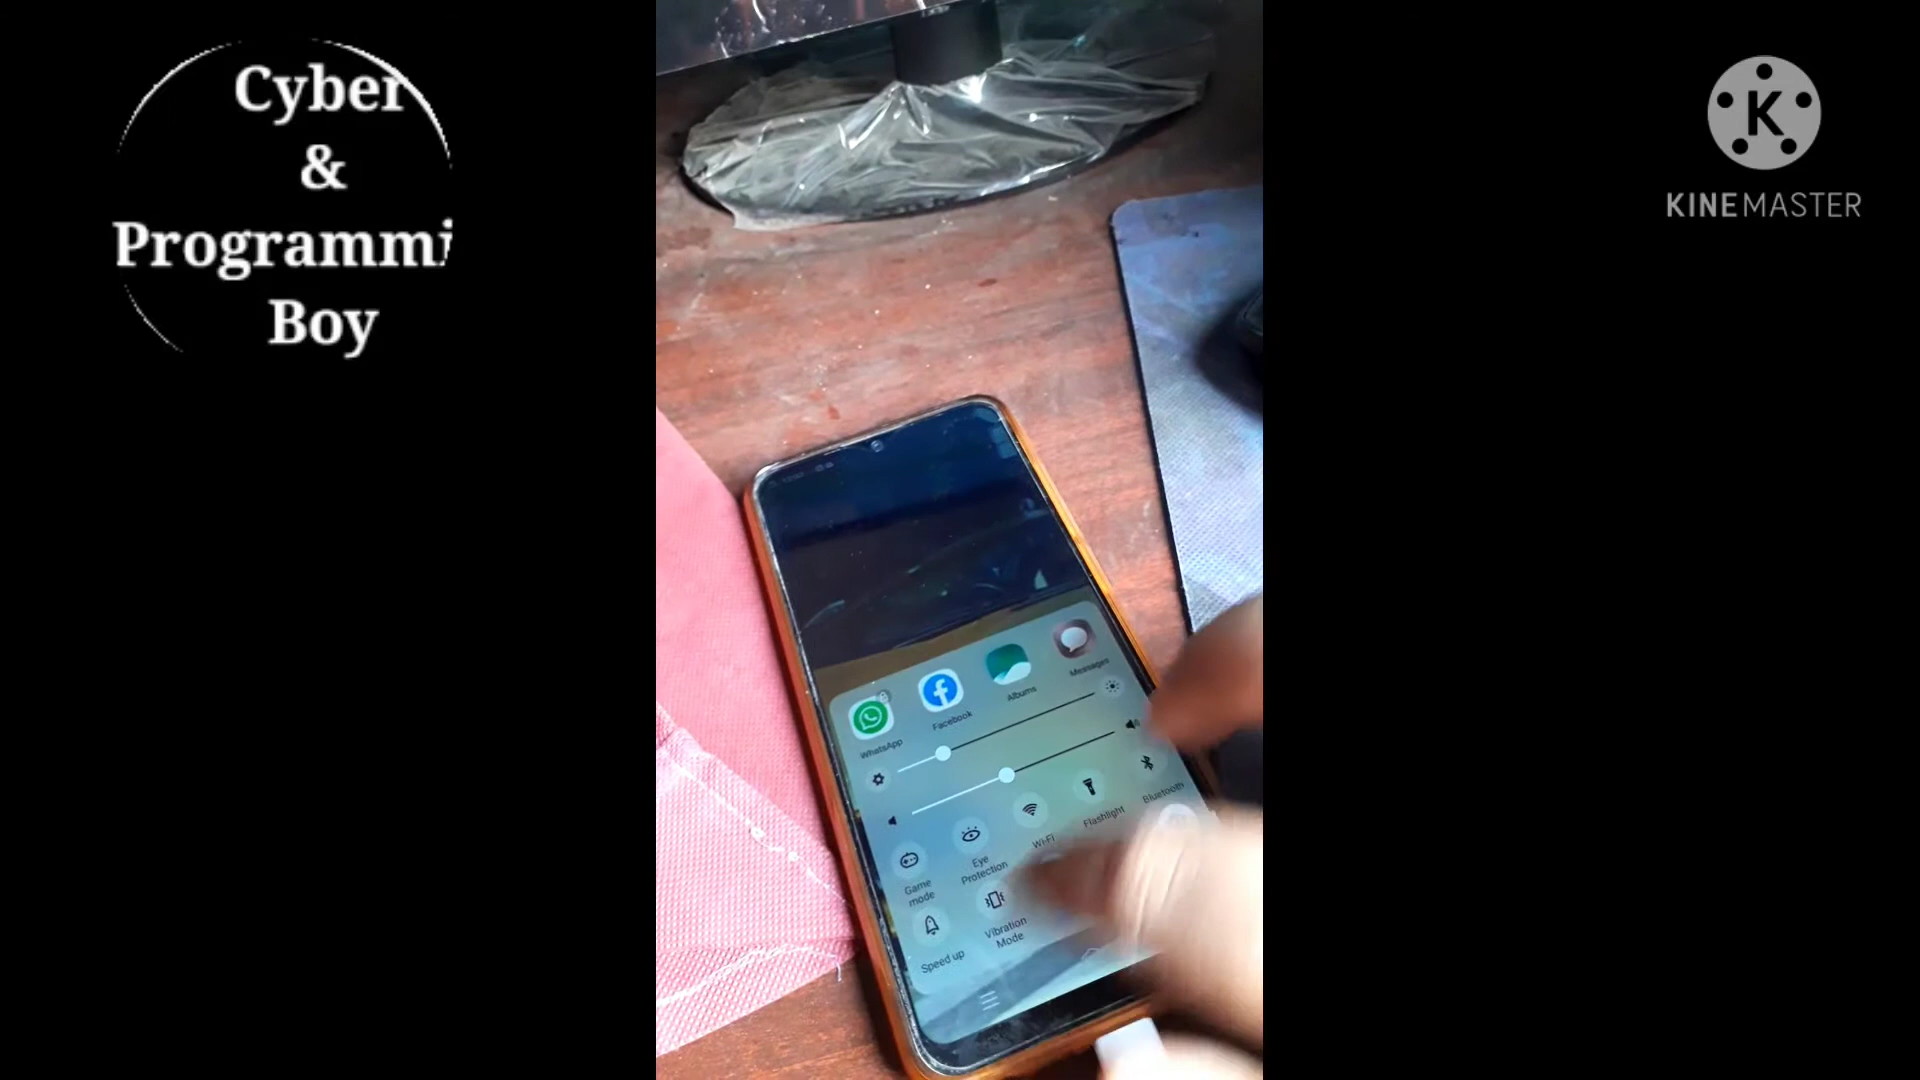 Cyber
&
Programmi
Boy
K
KINEMASTER
WhatsApp
Facebook
Albums
Messages
Game mode
Eye Protection
Wi-Fi
Flashlight
Bluetooth
Speed up
Vibration Mode